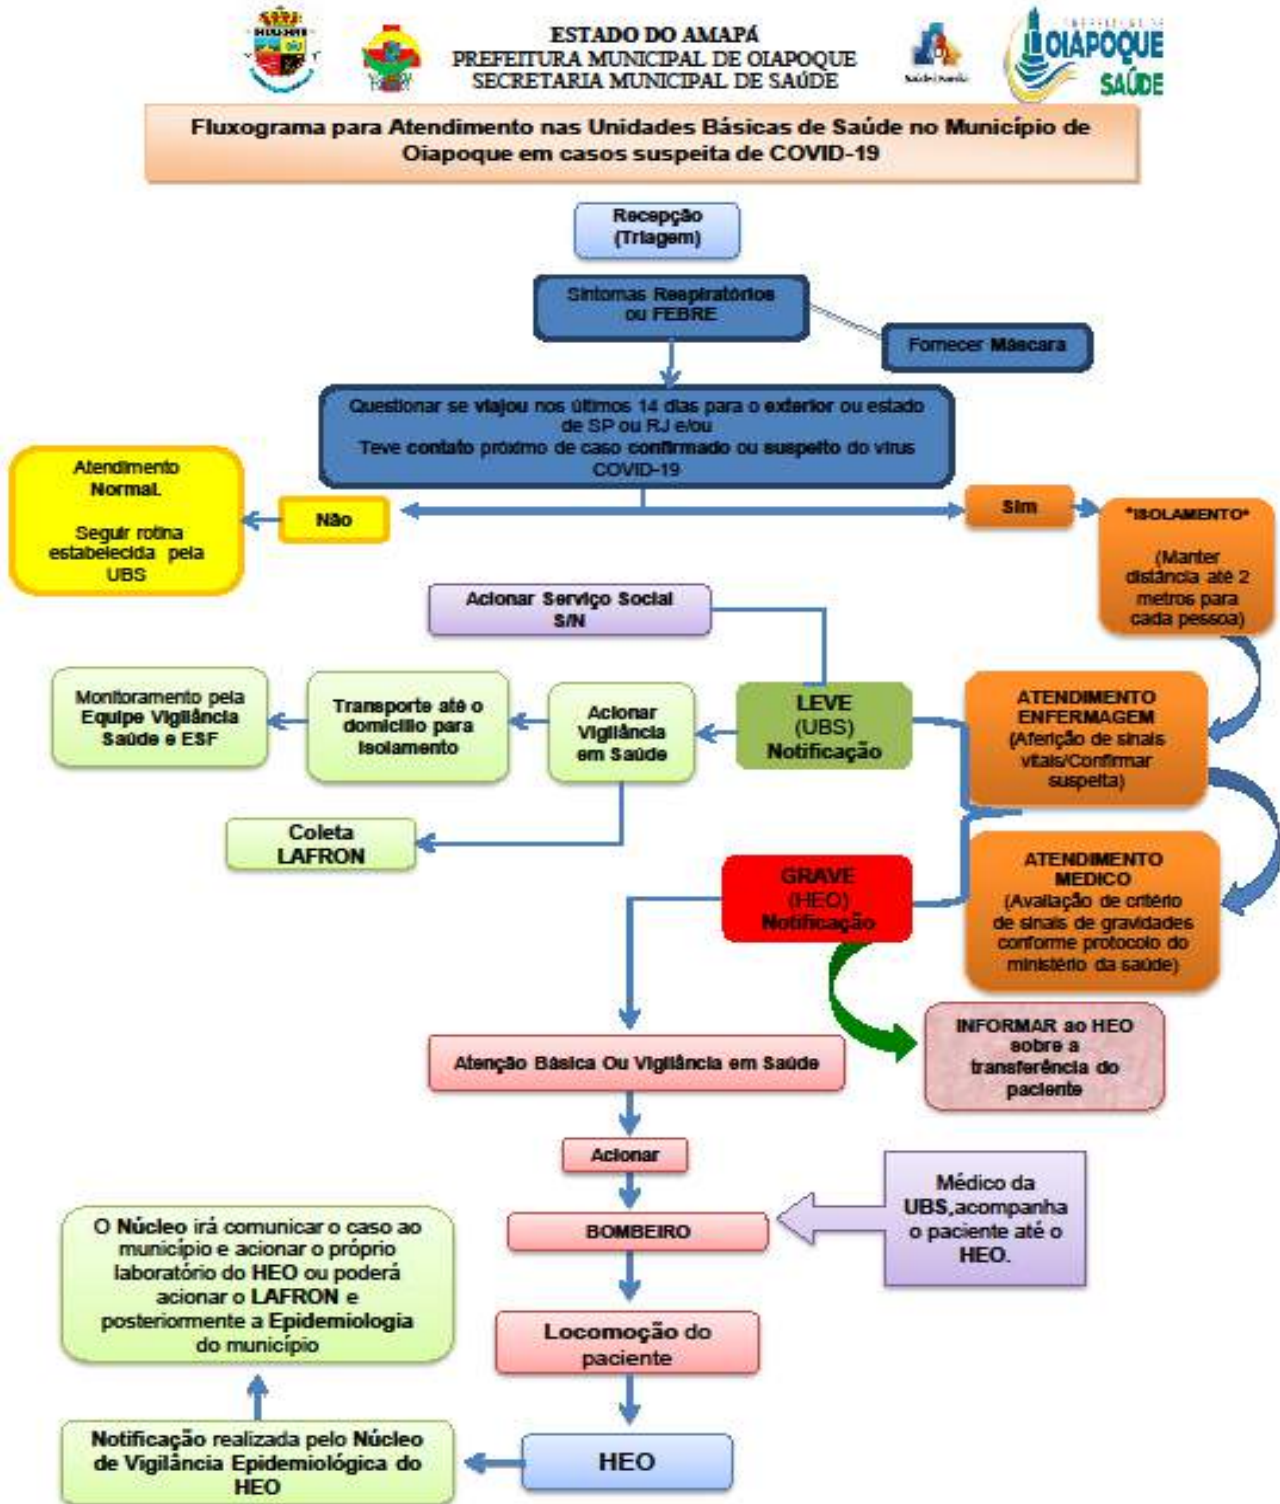 ESTADO DO AMAPÁ
PREFEITURA MUNICIPAL DE OIAPOQUE
SECRETARIA MUNICIPAL DE SAÚDE
OIAPOQUE
SAÚDE
Fluxograma para Atendimento nas Unidades Básicas de Saúde no Município de
Oiapoque em casos suspeita de COVID-19
Recepção
(Triagem)
Sintomas Respiratórios
ou FEBRE
Fornecer Máscara
Questionar se viajou nos últimos 14 dias para o exterior ou estado
de SP ou RJ e/ou
Teve contato próximo de caso confirmado ou suspeito do vírus
COVID-19
Atendimento
Normal.
Seguir rotina
estabelecida pela
UBS
Não
Sim
*ISOLAMENTO*
(Manter
distância até 2
metros para
cada pessoa)
Acionar Serviço Social
S/N
Monitoramento pela
Equipe Vigilância
Saúde e ESF
Transporte até o
domicilio para
Isolamento
Acionar
Vigilância
em Saúde
LEVE
(UBS)
Notificação
ATENDIMENTO
ENFERMAGEM
(Aferição de sinais
vitais/Confirmar
suspeita)
Coleta
LAFRON
GRAVE
(HEO)
Notificação
ATENDIMENTO
MEDICO
(Avaliação de critério
de sinais de gravidades
conforme protocolo do
ministério da saúde)
INFORMAR ao HEO
sobre a
transferência do
paciente
Atenção Básica Ou Vigilância em Saúde
Acionar
BOMBEIRO
Médico da
UBS,acompanha
o paciente até o
HEO.
O Núcleo irá comunicar o caso ao
município e acionar o próprio
laboratório do HEO ou poderá
acionar o LAFRON e
posteriormente a Epidemiologia
do município
Locomoção do
paciente
Notificação realizada pelo Núcleo
de Vigilância Epidemiológica do
HEO
HEO